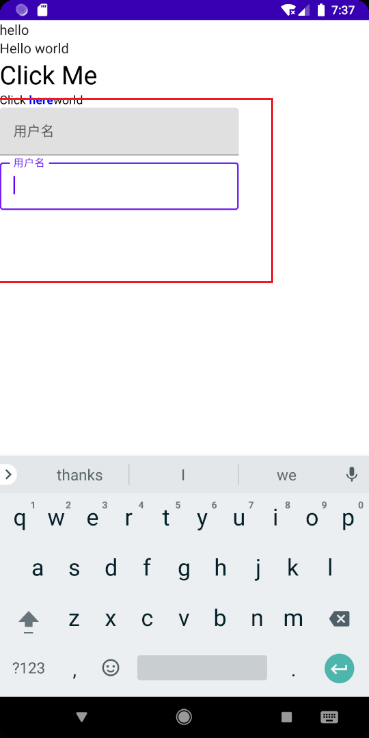 7:37
hello
Hello world
Click Me
Click hereworld
用户名
用户名
thanks I we
1 2 3 4 5 6 7 8 9 0
q w e r t y u i o p
a s d f g h j k l
z x c v b n m
?123 , .